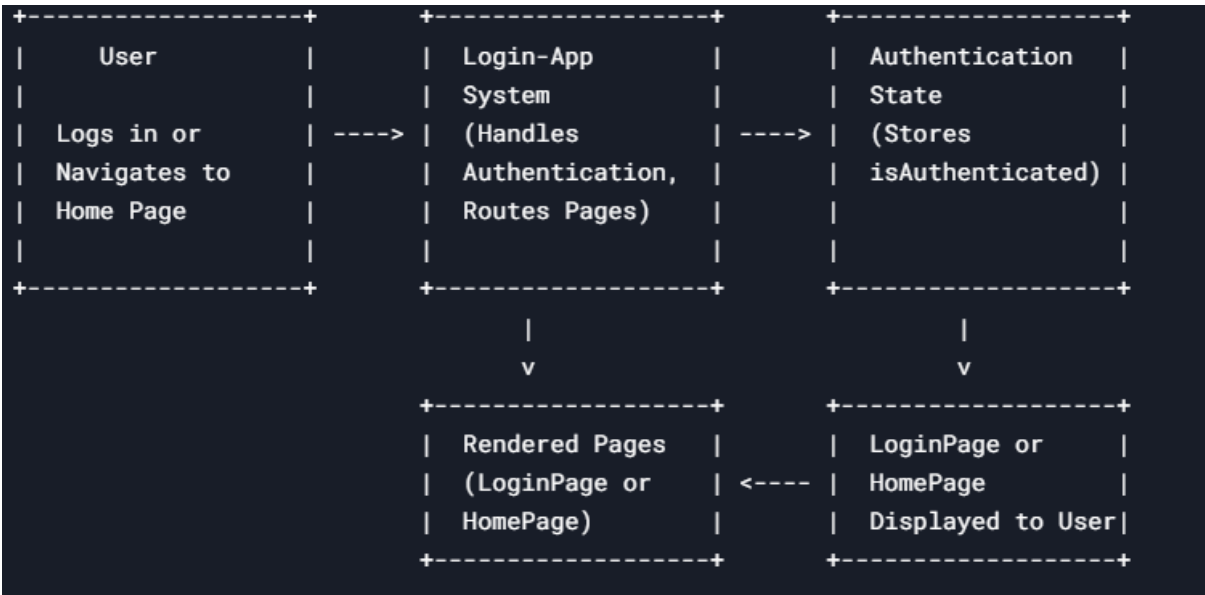 +-------------------+       +-------------------+       +-------------------+
|     User          |       |  Login-App        |       |  Authentication   |
|                   |       |  System           |       |  State            |
|  Logs in or       | ----> |  (Handles         | ----> |  (Stores          |
|  Navigates to     |       |  Authentication,  |       |  isAuthenticated) |
|  Home Page        |       |  Routes Pages)    |       |                   |
|                   |       |                   |       |                   |
+-------------------+       +-------------------+       +-------------------+
                                   |                             |
                                   v                             v
                            +-------------------+       +-------------------+
                            |  Rendered Pages   |       |  LoginPage or     |
                            |  (LoginPage or    | <---- |  HomePage         |
                            |  HomePage)        |       |  Displayed to User|
                            +-------------------+       +-------------------+